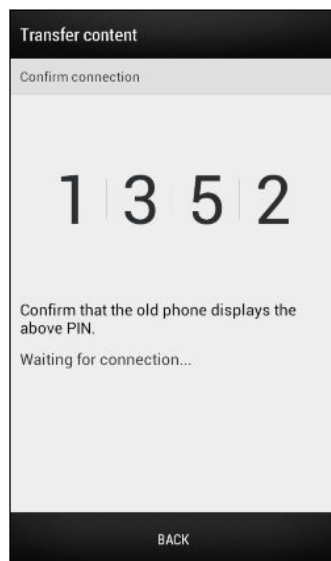 Transfer content
Confirm connection
1 3 5 2
Confirm that the old phone displays the
above PIN.
Waiting for connection...
BACK